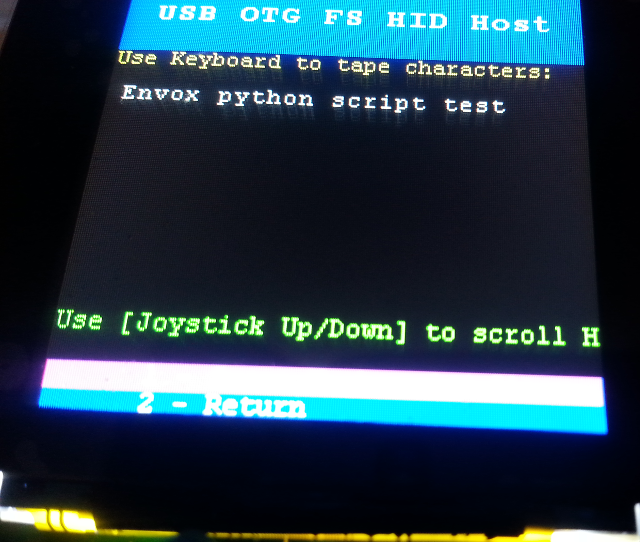 USB OTG FS HID Host
Use Keyboard to tape characters:
Envox python script test
Use [Joystick Up/Down] to scroll H
2 - Return